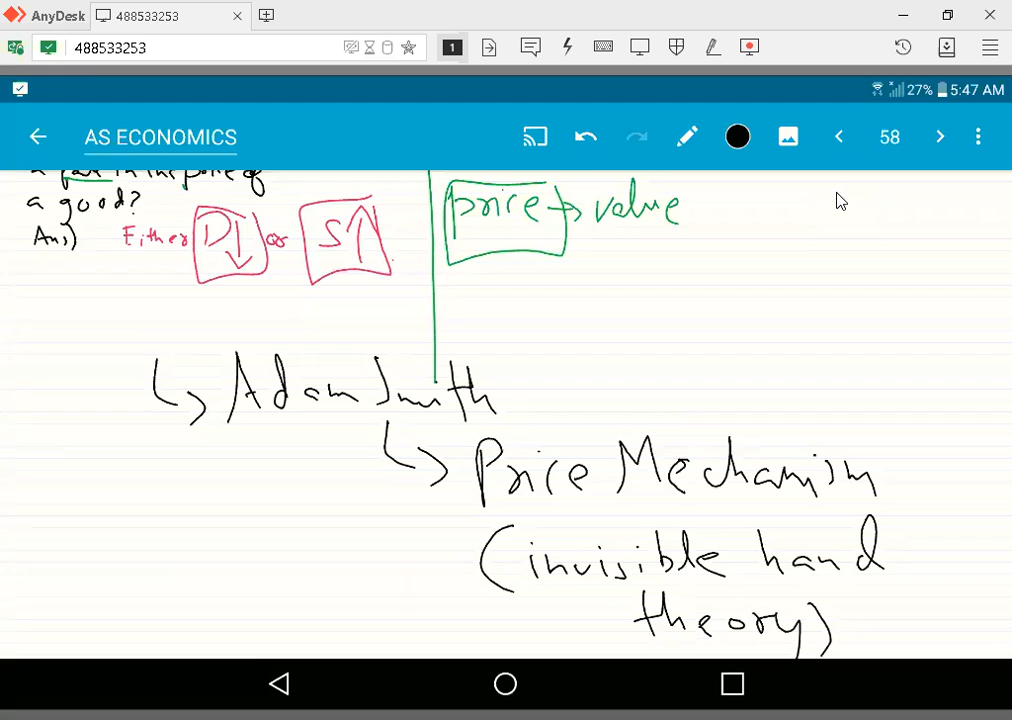 AnyDesk
488533253
488533253
1
27% 5:47 AM
AS ECONOMICS
58
a in the price of
a good?
Ans) Either D↓ or S↑
price → value
↳ Adam Smith
↳ Price Mechanism
(invisible hand
theory)